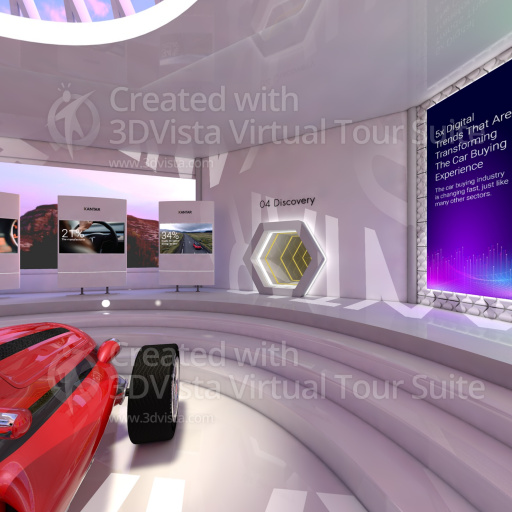 Created with
3DVista Virtual Tour Suite
www.3dvista.com
5x Digital
Trends That Are
Transforming
The Car Buying
Experience
The car buying industry
is changing fast, just like
many other sectors.
04 Discovery
KANTAR
21%
KANTAR
34%
Created with
3DVista Virtual Tour Suite
www.3dvista.com